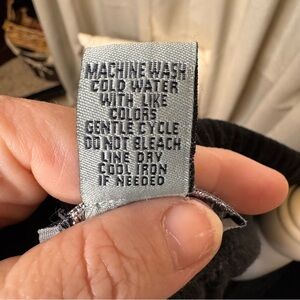 MACHINE WASH
COLD WATER
WITH LIKE
COLORS
GENTLE CYCLE
DO NOT BLEACH
LINE DRY
COOL IRON
IF NEEDED